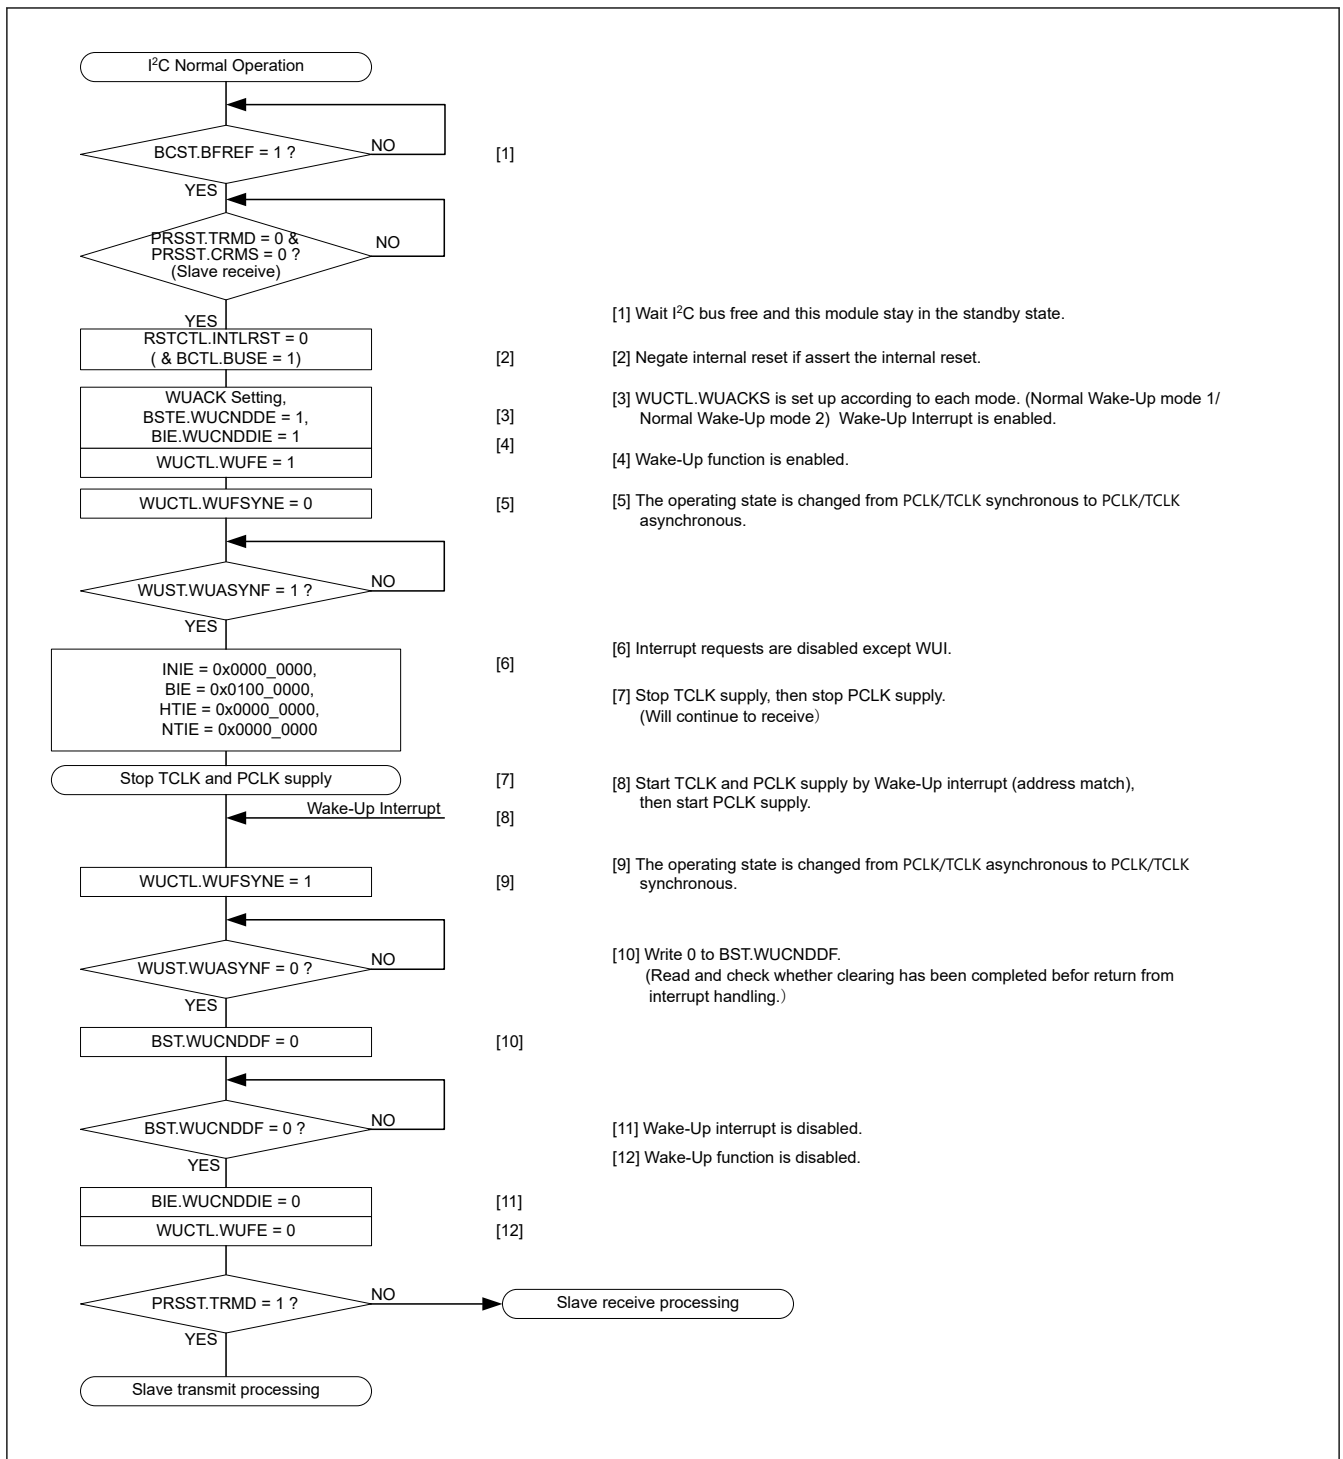 I²C Normal Operation
BCST.BFREF = 1 ?
NO
[1]
YES
PRSST.TRMD = 0 &
PRSST.CRMS = 0 ?
(Slave receive)
NO
YES
RSTCTL.INTLRST = 0
( & BCTL.BUSE = 1)
[2]
WUACK Setting,
BSTE.WUCNDDE = 1,
BIE.WUCNDDIE = 1
[3]
[4]
WUCTL.WUFE = 1
WUCTL.WUFSYNE = 0
[5]
WUST.WUASYNF = 1 ?
NO
YES
INIE = 0x0000_0000,
BIE = 0x0100_0000,
HTIE = 0x0000_0000,
NTIE = 0x0000_0000
[6]
Stop TCLK and PCLK supply
[7]
Wake-Up Interrupt
[8]
WUCTL.WUFSYNE = 1
[9]
WUST.WUASYNF = 0 ?
NO
YES
BST.WUCNDDF = 0
[10]
BST.WUCNDDF = 0 ?
NO
YES
BIE.WUCNDDIE = 0
[11]
WUCTL.WUFE = 0
[12]
PRSST.TRMD = 1 ?
NO
Slave receive processing
YES
Slave transmit processing
[1] Wait I²C bus free and this module stay in the standby state.
[2] Negate internal reset if assert the internal reset.
[3] WUCTL.WUACKS is set up according to each mode. (Normal Wake-Up mode 1/
Normal Wake-Up mode 2) Wake-Up Interrupt is enabled.
[4] Wake-Up function is enabled.
[5] The operating state is changed from PCLK/TCLK synchronous to PCLK/TCLK
asynchronous.
[6] Interrupt requests are disabled except WUI.
[7] Stop TCLK supply, then stop PCLK supply.
(Will continue to receive）
[8] Start TCLK and PCLK supply by Wake-Up interrupt (address match),
then start PCLK supply.
[9] The operating state is changed from PCLK/TCLK asynchronous to PCLK/TCLK
synchronous.
[10] Write 0 to BST.WUCNDDF.
(Read and check whether clearing has been completed befor return from
interrupt handling.）
[11] Wake-Up interrupt is disabled.
[12] Wake-Up function is disabled.